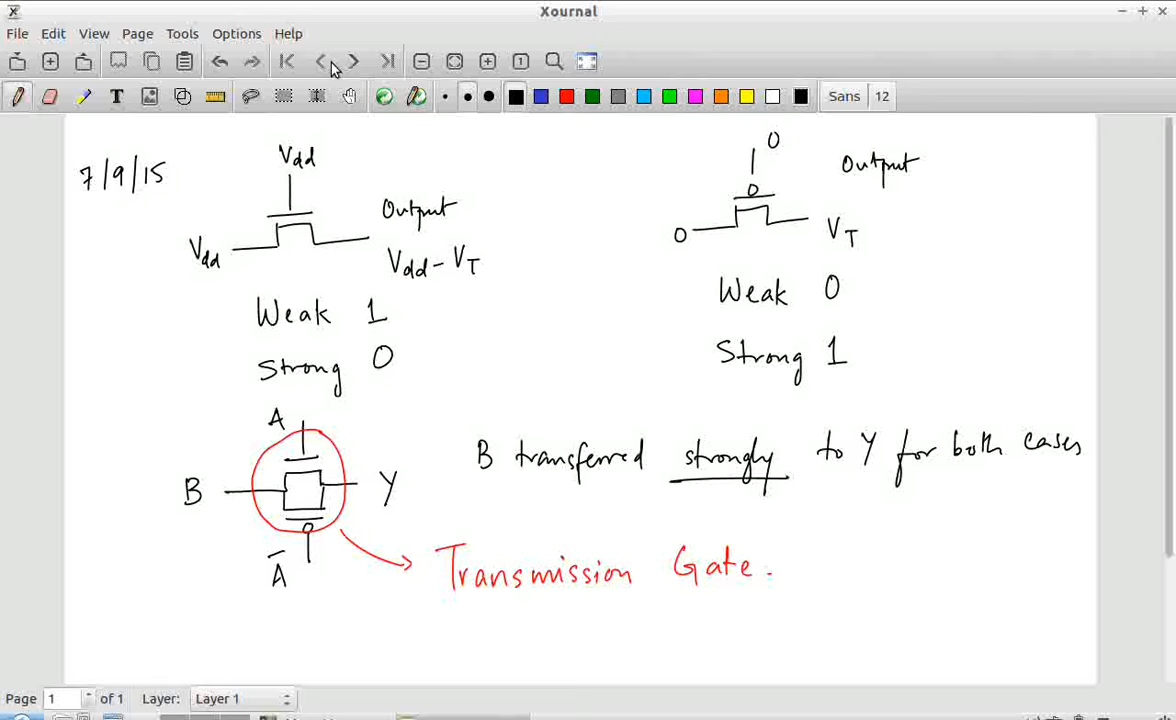 Xournal
File Edit View Page Tools Options Help
Sans 12
7/9/15
Vdd
Vdd
Output
Vdd - VT
Weak 1
Strong 0
0
0
Output
VT
Weak 0
Strong 1
A
B
Y
Ā
B transferred strongly to Y for both cases
Transmission Gate.
Page 1 of 1 Layer: Layer 1